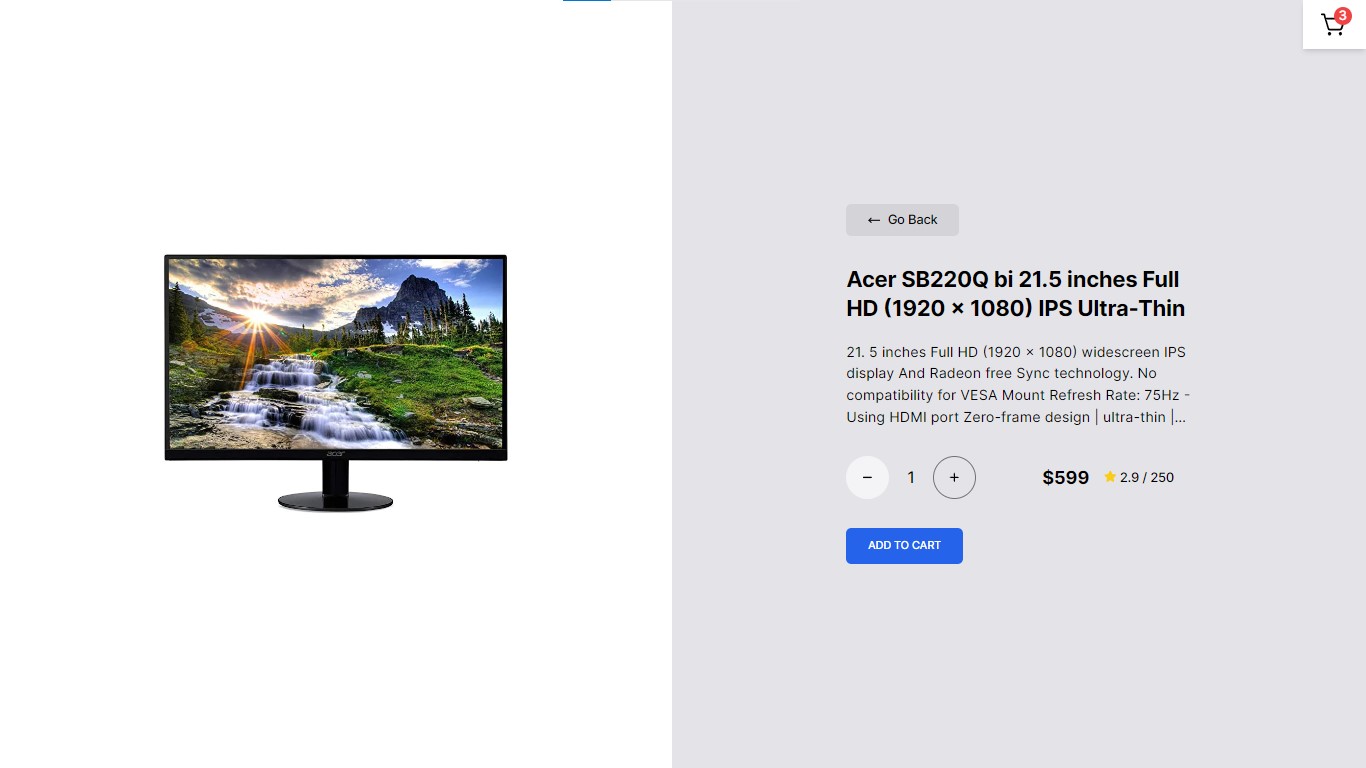 3
← Go Back
Acer SB220Q bi 21.5 inches Full
HD (1920 × 1080) IPS Ultra-Thin
21. 5 inches Full HD (1920 × 1080) widescreen IPS
display And Radeon free Sync technology. No
compatibility for VESA Mount Refresh Rate: 75Hz -
Using HDMI port Zero-frame design | ultra-thin |...
− 1 + $599 2.9 / 250
ADD TO CART
acer